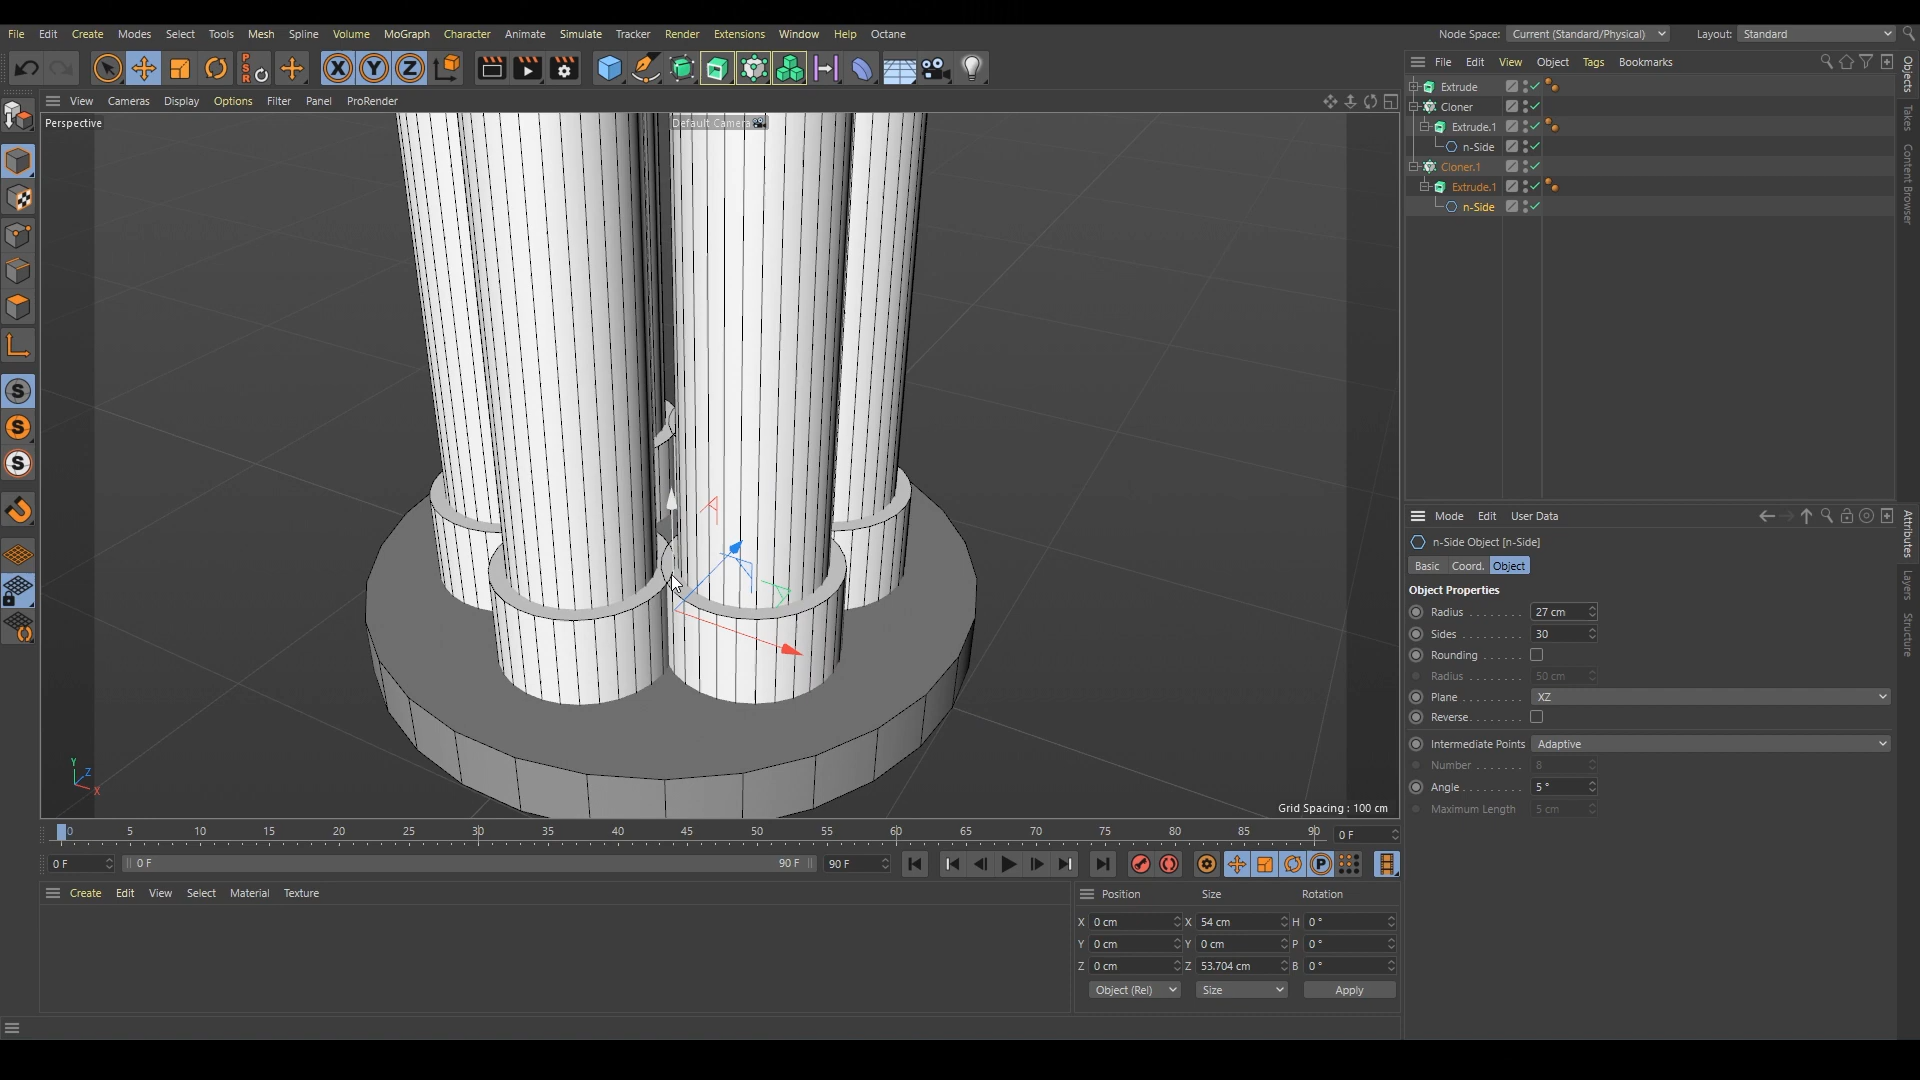 File Edit Create Modes Select Tools Mesh Spline Volume MoGraph Character Animate Simulate Tracker Render Extensions Window Help Octane Node Space: Current (Standard/Physical) Layout: Standard
P S R X Y Z
File Edit View Object Tags Bookmarks
View Cameras Display Options Filter Panel ProRender
Perspective
Default Camera
Extrude
Cloner
Extrude.1
n-Side
Cloner.1
Extrude.1
n-Side
Objects
Takes
Content Browser
S
S
S
Mode Edit User Data
n-Side Object [n-Side]
Basic Coord. Object
Object Properties
Radius . . . . . . . . 27 cm
Sides . . . . . . . . . 30
Rounding . . . . . .
Radius . . . . . . . . 50 cm
Plane . . . . . . . . . XZ
Reverse. . . . . . . .
Intermediate Points Adaptive
Number . . . . . . . 8
Angle . . . . . . . . . 5 °
Maximum Length 5 cm
Attributes
Layers
Structure
Y
Z
X
Grid Spacing : 100 cm
0 5 10 15 20 25 30 35 40 45 50 55 60 65 70 75 80 85 90 0 F
0 F 0 F 90 F 90 F P
Create Edit View Select Material Texture
Position Size Rotation
X 0 cm X 54 cm H 0 °
Y 0 cm Y 0 cm P 0 °
Z 0 cm Z 53.704 cm B 0 °
Object (Rel) Size Apply